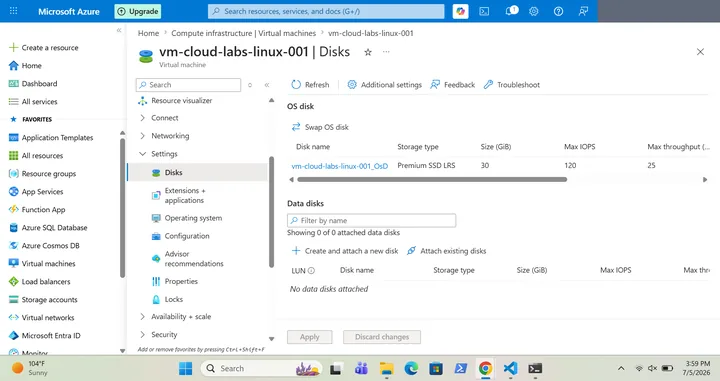 Microsoft Azure
Upgrade
Search resources, services, and docs (G+/)
1
Create a resource
Home
Dashboard
All services
FAVORITES
Application Templates
All resources
Resource groups
App Services
Function App
Azure SQL Database
Azure Cosmos DB
Virtual machines
Load balancers
Storage accounts
Virtual networks
Microsoft Entra ID
Monitor
Home > Compute infrastructure | Virtual machines > vm-cloud-labs-linux-001
vm-cloud-labs-linux-001 | Disks
Virtual machine
Search
Resource visualizer
Connect
Networking
Settings
Disks
Extensions +
applications
Operating system
Configuration
Advisor
recommendations
Properties
Locks
Availability + scale
Security
Add or remove favorites by pressing Ctrl+Shift+F
Refresh Additional settings Feedback Troubleshoot
OS disk
Swap OS disk
Disk name Storage type Size (GiB) Max IOPS Max throughput (...
vm-cloud-labs-linux-001_OsD Premium SSD LRS 30 120 25
Data disks
Filter by name
Showing 0 of 0 attached data disks
Create and attach a new disk Attach existing disks
LUN Disk name Storage type Size (GiB) Max IOPS Max thro
No data disks attached
Apply Discard changes
104°F
Sunny
Search
3:59 PM
7/5/2026